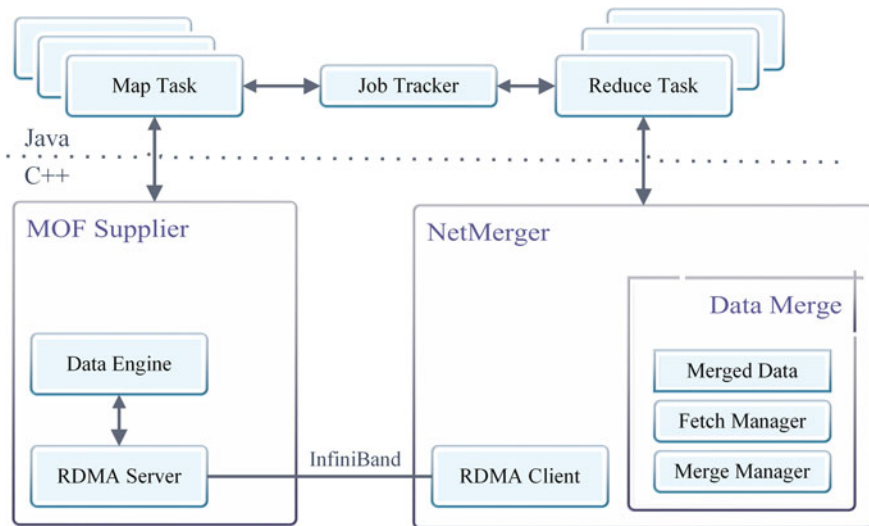 Map Task
Job Tracker
Reduce Task
Java
C++
MOF Supplier
NetMerger
Data Merge
Data Engine
Merged Data
Fetch Manager
RDMA Server
InfiniBand
RDMA Client
Merge Manager